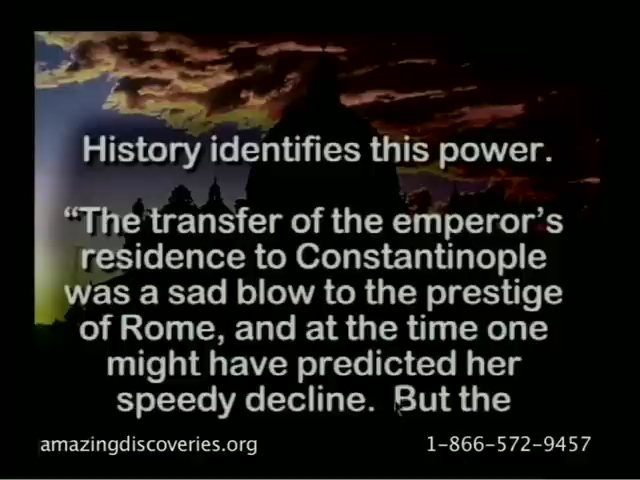 History identifies this power.
“The transfer of the emperor’s
residence to Constantinople
was a sad blow to the prestige
of Rome, and at the time one
might have predicted her
speedy decline. But the
amazingdiscoveries.org 1-866-572-9457